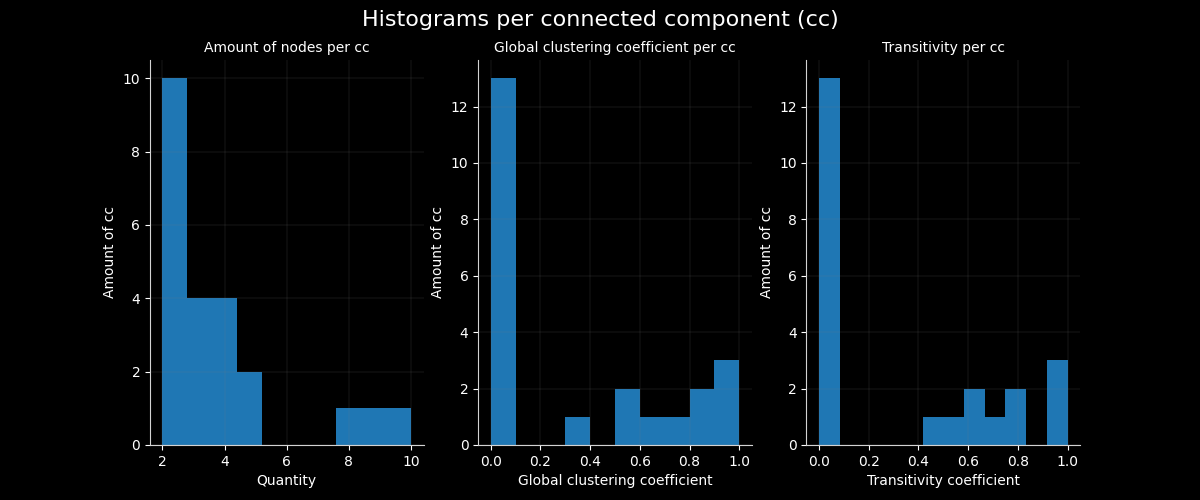 Histograms per connected component (cc)
Amount of nodes per cc
Global clustering coefficient per cc
Transitivity per cc
Amount of cc
10
8
6
4
2
0
2 4 6 8 10
Quantity
Amount of cc
12
10
8
6
4
2
0
0.0 0.2 0.4 0.6 0.8 1.0
Global clustering coefficient
Amount of cc
12
10
8
6
4
2
0
0.0 0.2 0.4 0.6 0.8 1.0
Transitivity coefficient